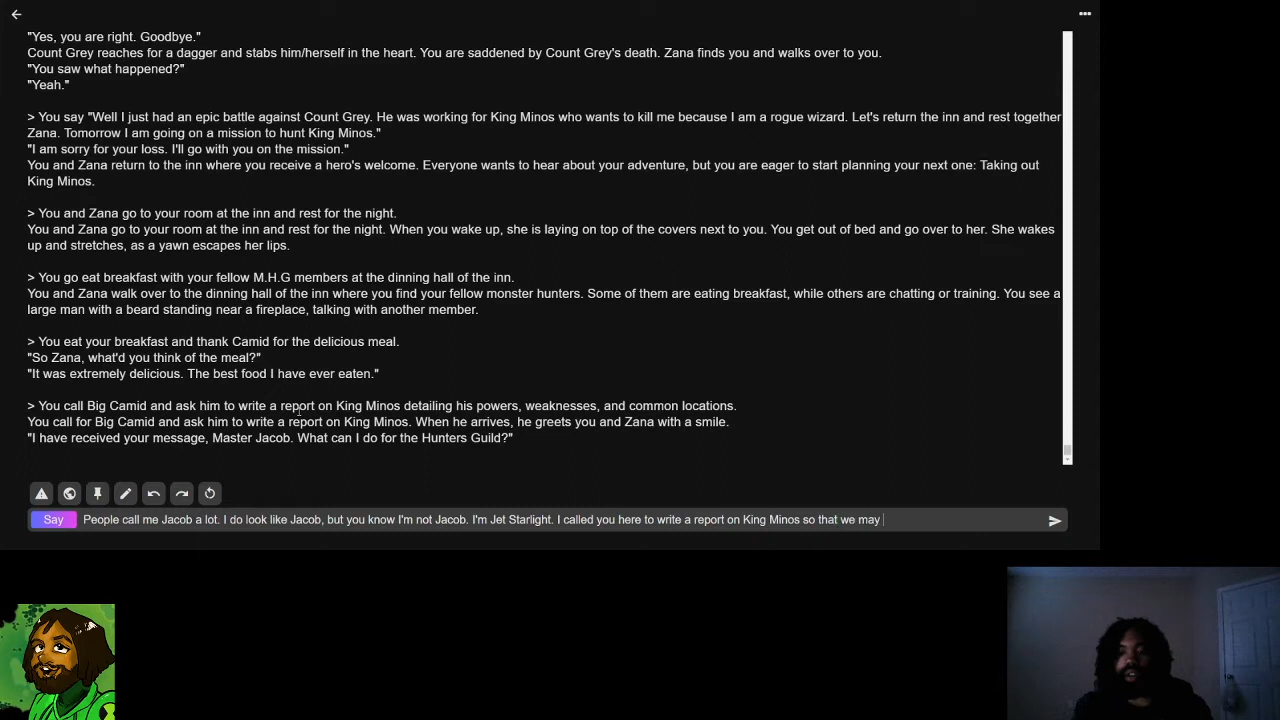 "Yes, you are right. Goodbye."
Count Grey reaches for a dagger and stabs him/herself in the heart. You are saddened by Count Grey's death. Zana finds you and walks over to you.
"You saw what happened?"
"Yeah."
> You say "Well I just had an epic battle against Count Grey. He was working for King Minos who wants to kill me because I am a rogue wizard. Let's return the inn and rest together
Zana. Tomorrow I am going on a mission to hunt King Minos."
"I am sorry for your loss. I'll go with you on the mission."
You and Zana return to the inn where you receive a hero's welcome. Everyone wants to hear about your adventure, but you are eager to start planning your next one: Taking out
King Minos.
> You and Zana go to your room at the inn and rest for the night.
You and Zana go to your room at the inn and rest for the night. When you wake up, she is laying on top of the covers next to you. You get out of bed and go over to her. She wakes
up and stretches, as a yawn escapes her lips.
> You go eat breakfast with your fellow M.H.G members at the dinning hall of the inn.
You and Zana walk over to the dinning hall of the inn where you find your fellow monster hunters. Some of them are eating breakfast, while others are chatting or training. You see a
large man with a beard standing near a fireplace, talking with another member.
> You eat your breakfast and thank Camid for the delicious meal.
"So Zana, what'd you think of the meal?"
"It was extremely delicious. The best food I have ever eaten."
> You call Big Camid and ask him to write a report on King Minos detailing his powers, weaknesses, and common locations.
You call for Big Camid and ask him to write a report on King Minos. When he arrives, he greets you and Zana with a smile.
"I have received your message, Master Jacob. What can I do for the Hunters Guild?"
Say People call me Jacob a lot. I do look like Jacob, but you know I'm not Jacob. I'm Jet Starlight. I called you here to write a report on King Minos so that we may